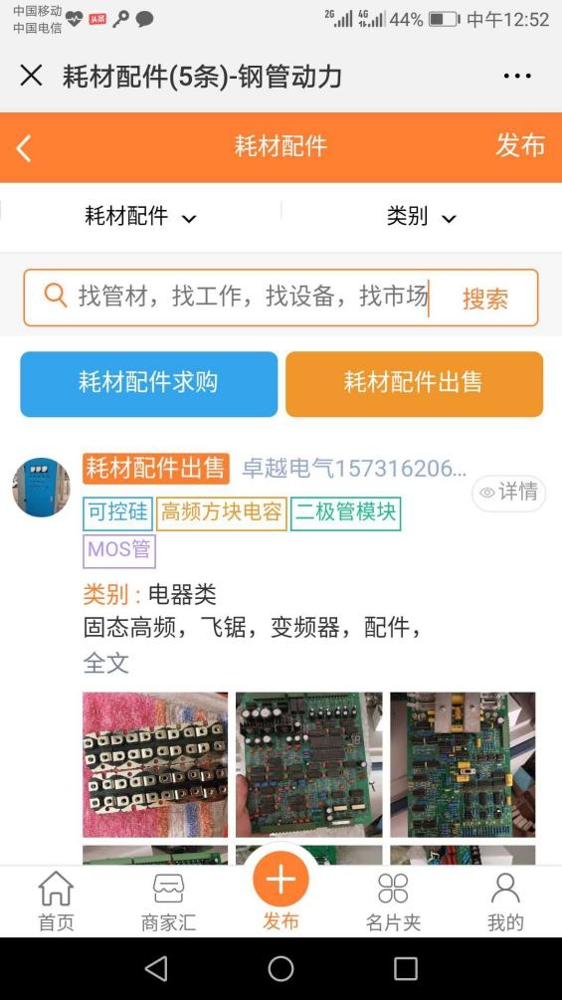 中国移动
中国电信
头条
2G 4G 44% 中午12:52
耗材配件(5条)-钢管动力
耗材配件 发布
耗材配件 类别
找管材，找工作，找设备，找市场 搜索
耗材配件求购 耗材配件出售
耗材配件出售 卓越电气157316206...
详情
可控硅 高频方块电容 二极管模块
MOS管
类别 : 电器类
固态高频，飞锯，变频器，配件，
全文
首页 商家汇 发布 名片夹 我的